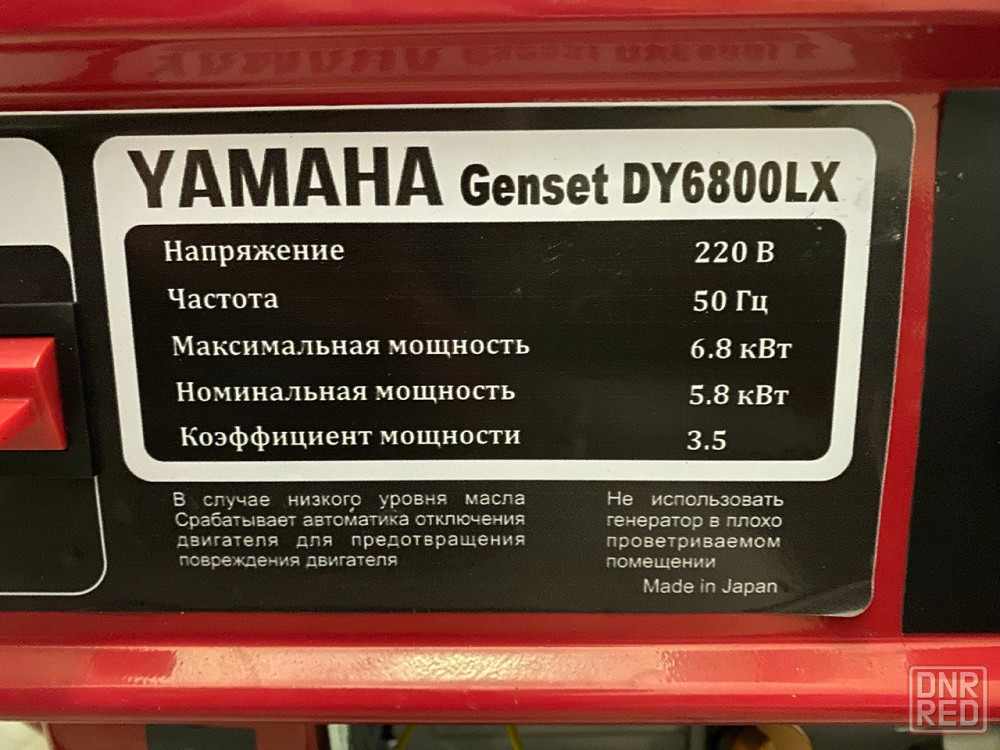 YAMAHA Genset DY6800LX
Напряжение 220 В
Частота 50 Гц
Максимальная мощность 6.8 кВт
Номинальная мощность 5.8 кВт
Коэффициент мощности 3.5
В случае низкого уровня масла
Срабатывает автоматика отключения
двигателя для предотвращения
повреждения двигателя
Не использовать
генератор в плохо
проветриваемом
помещении
Made in Japan
DNR
RED